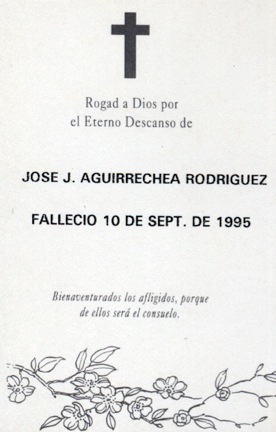 Rogad a Dios por
el Eterno Descanso de
JOSE J. AGUIRRECHEA RODRIGUEZ
FALLECIO 10 DE SEPT. DE 1995
Bienaventurados los afligidos, porque
de ellos será el consuelo.